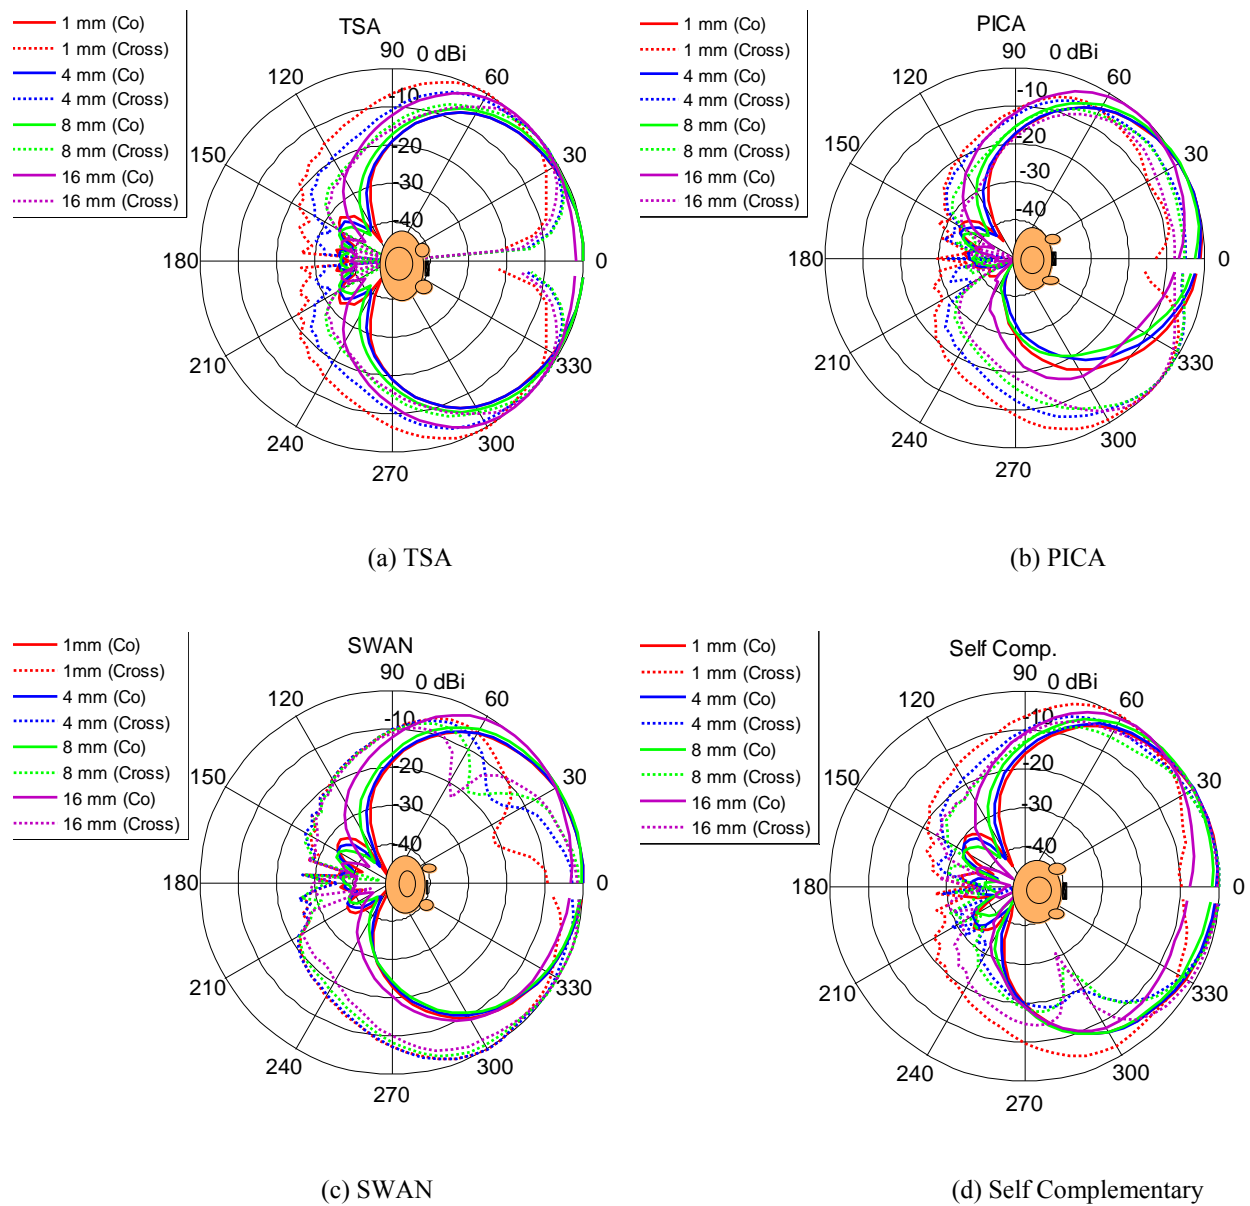 1 mm (Co)
1 mm (Cross)
4 mm (Co)
4 mm (Cross)
8 mm (Co)
8 mm (Cross)
16 mm (Co)
16 mm (Cross)
TSA
90
0 dBi
120
60
-10
150
-20
30
-30
-40
180
0
210
330
240
300
270
(a) TSA
1 mm (Co)
1 mm (Cross)
4 mm (Co)
4 mm (Cross)
8 mm (Co)
8 mm (Cross)
16 mm (Co)
16 mm (Cross)
PICA
90
0 dBi
120
60
-10
150
-20
30
-30
-40
180
0
210
330
240
300
270
(b) PICA
1mm (Co)
1mm (Cross)
4 mm (Co)
4 mm (Cross)
8 mm (Co)
8 mm (Cross)
16 mm (Co)
16 mm (Cross)
SWAN
90
0 dBi
120
60
-10
150
-20
30
-30
-40
180
0
210
330
240
300
270
(c) SWAN
1 mm (Co)
1 mm (Cross)
4 mm (Co)
4 mm (Cross)
8 mm (Co)
8 mm (Cross)
16 mm (Co)
16 mm (Cross)
Self Comp.
90
0 dBi
120
60
-10
150
-20
30
-30
-40
180
0
210
330
240
300
270
(d) Self Complementary